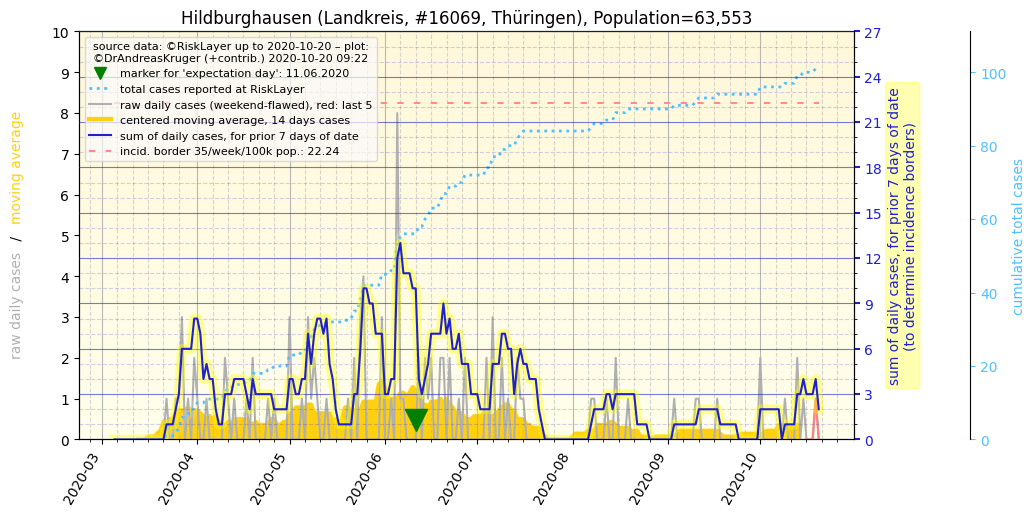 Hildburghausen (Landkreis, #16069, Thüringen), Population=63,553
source data: ©RiskLayer up to 2020-10-20 – plot:
©DrAndreasKruger (+contrib.) 2020-10-20 09:22
marker for 'expectation day': 11.06.2020
total cases reported at RiskLayer
raw daily cases (weekend-flawed), red: last 5
centered moving average, 14 days cases
sum of daily cases, for prior 7 days of date
incid. border 35/week/100k pop.: 22.24
raw daily cases / moving average
10
9
8
7
6
5
4
3
2
1
0
2020-03
2020-04
2020-05
2020-06
2020-07
2020-08
2020-09
2020-10
27
24
21
18
15
12
9
6
3
0
sum of daily cases, for prior 7 days of date
(to determine incidence borders)
100
80
60
40
20
0
cumulative total cases